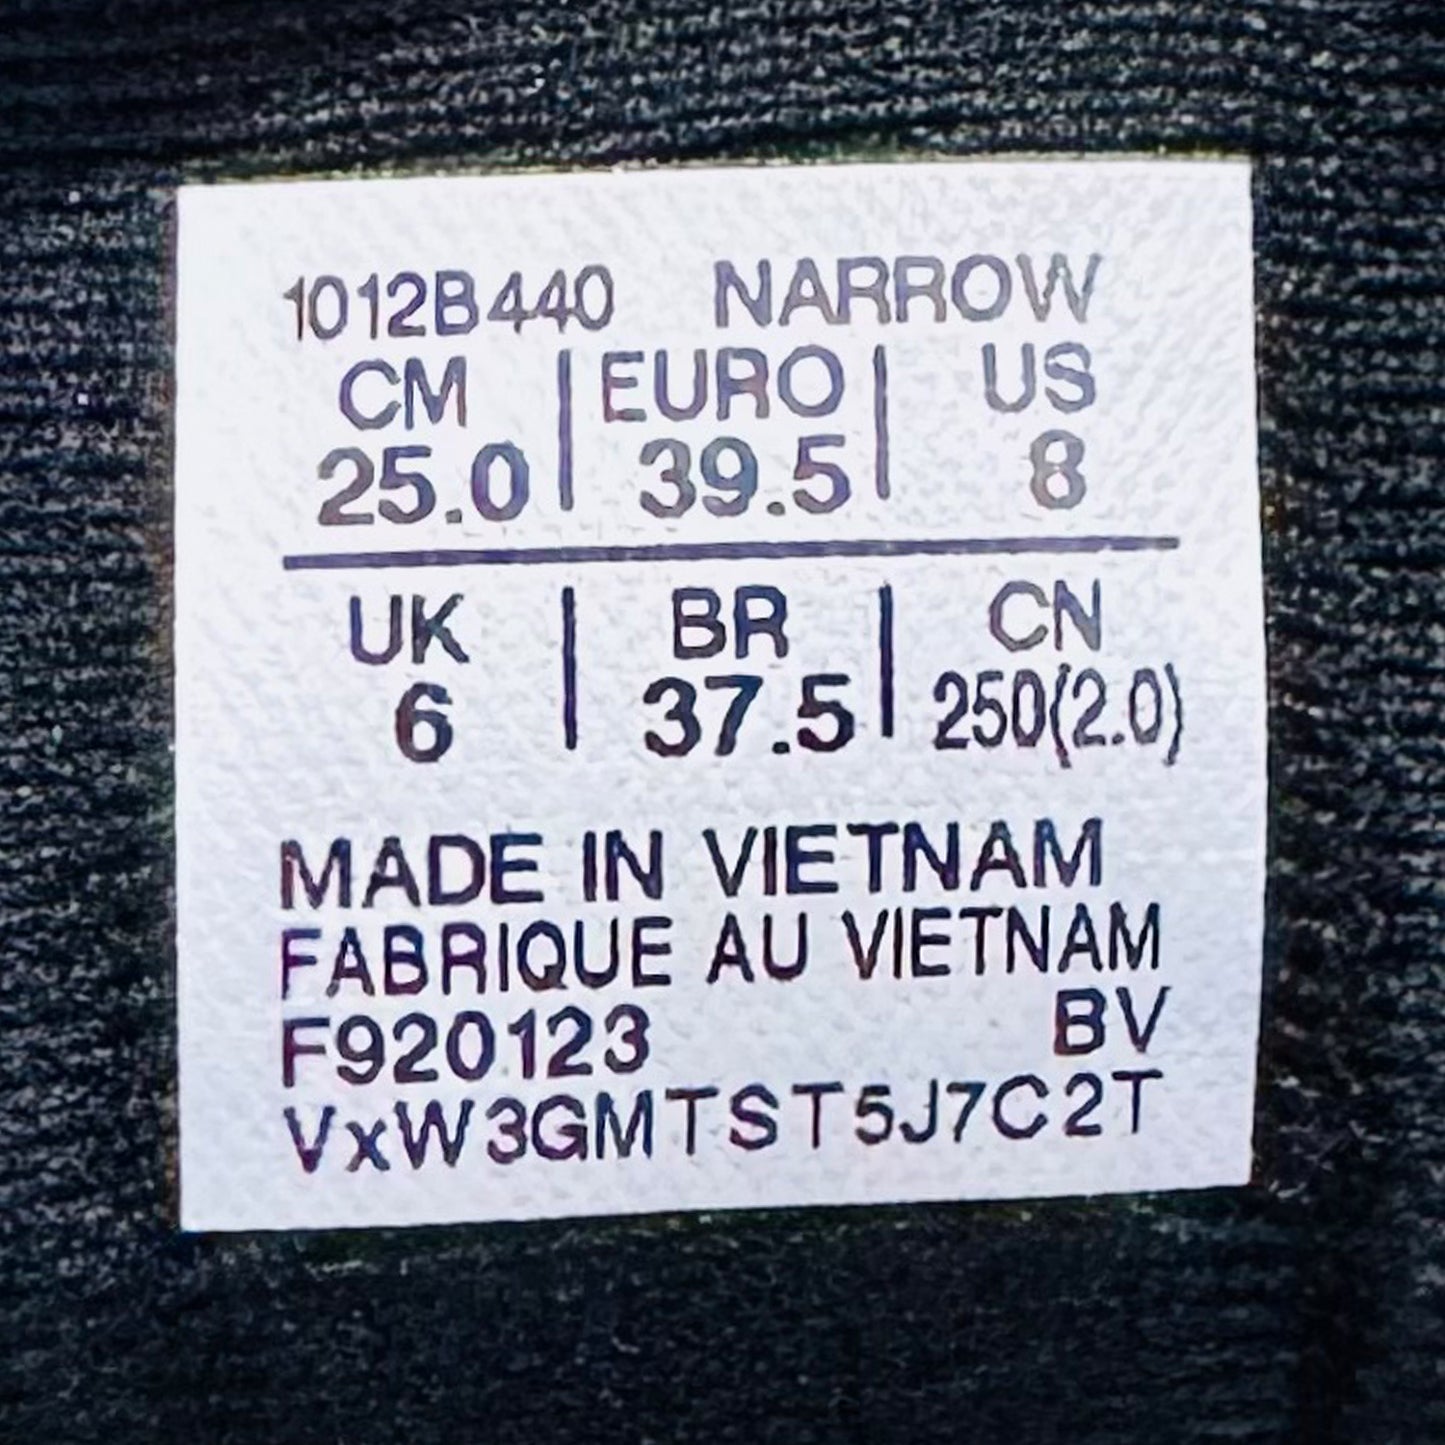 1012B440 NARROW
CM | EURO | US
25.0 | 39.5 | 8
UK | BR | CN
6 | 37.5 | 250(2.0)
MADE IN VIETNAM
FABRIQUE AU VIETNAM
F920123 BV
VxW3GMTST5J7C2T